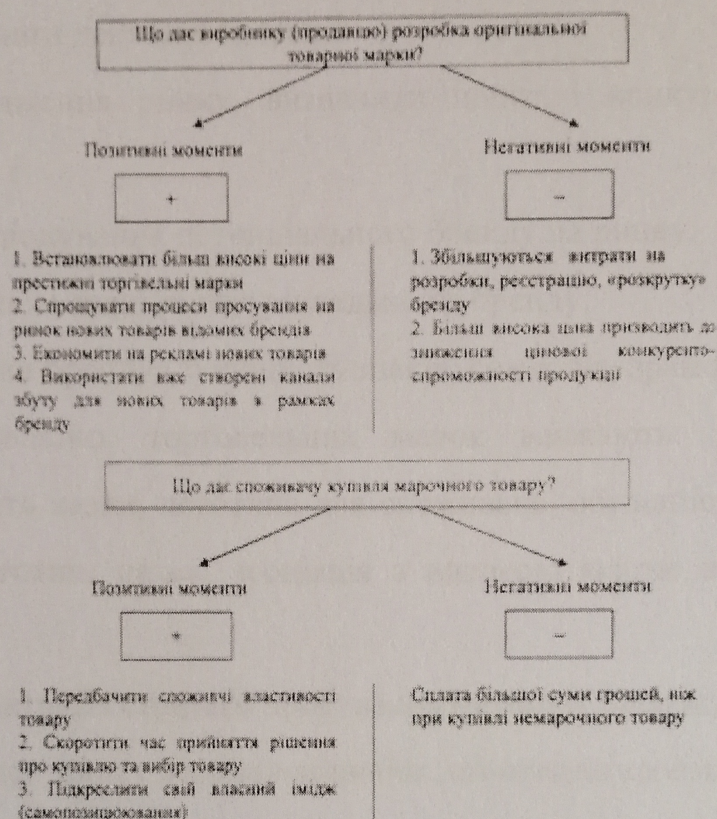 Що дає виробнику (продавцю) розробка оригінальної
товарної марки?
Позитивні моменти
Негативні моменти
+
–
1. Встановлювати більш високі ціни на
престижні торгівельні марки
2. Спрощувати процеси просування на
ринок нових товарів відомих брендів
3. Економити на рекламі нових товарів
4. Використати вже створені канали
збуту для нових товарів в рамках
бренду
1. Збільшуються витрати на
розробки, реєстрацію, «розкрутку»
бренду
2. Більш висока ціна призводить до
зниження цінової конкуренто-
спроможності продукції
Що дає споживачу купівля марочного товару?
Позитивні моменти
Негативні моменти
+
–
1. Передбачити споживчі властивості
товару
2. Скоротити час прийняття рішення
про купівлю та вибір товару
3. Підкреслити свій власний імідж
(самопозиціювання)
Сплата більшої суми грошей, ніж
при купівлі немарочного товару